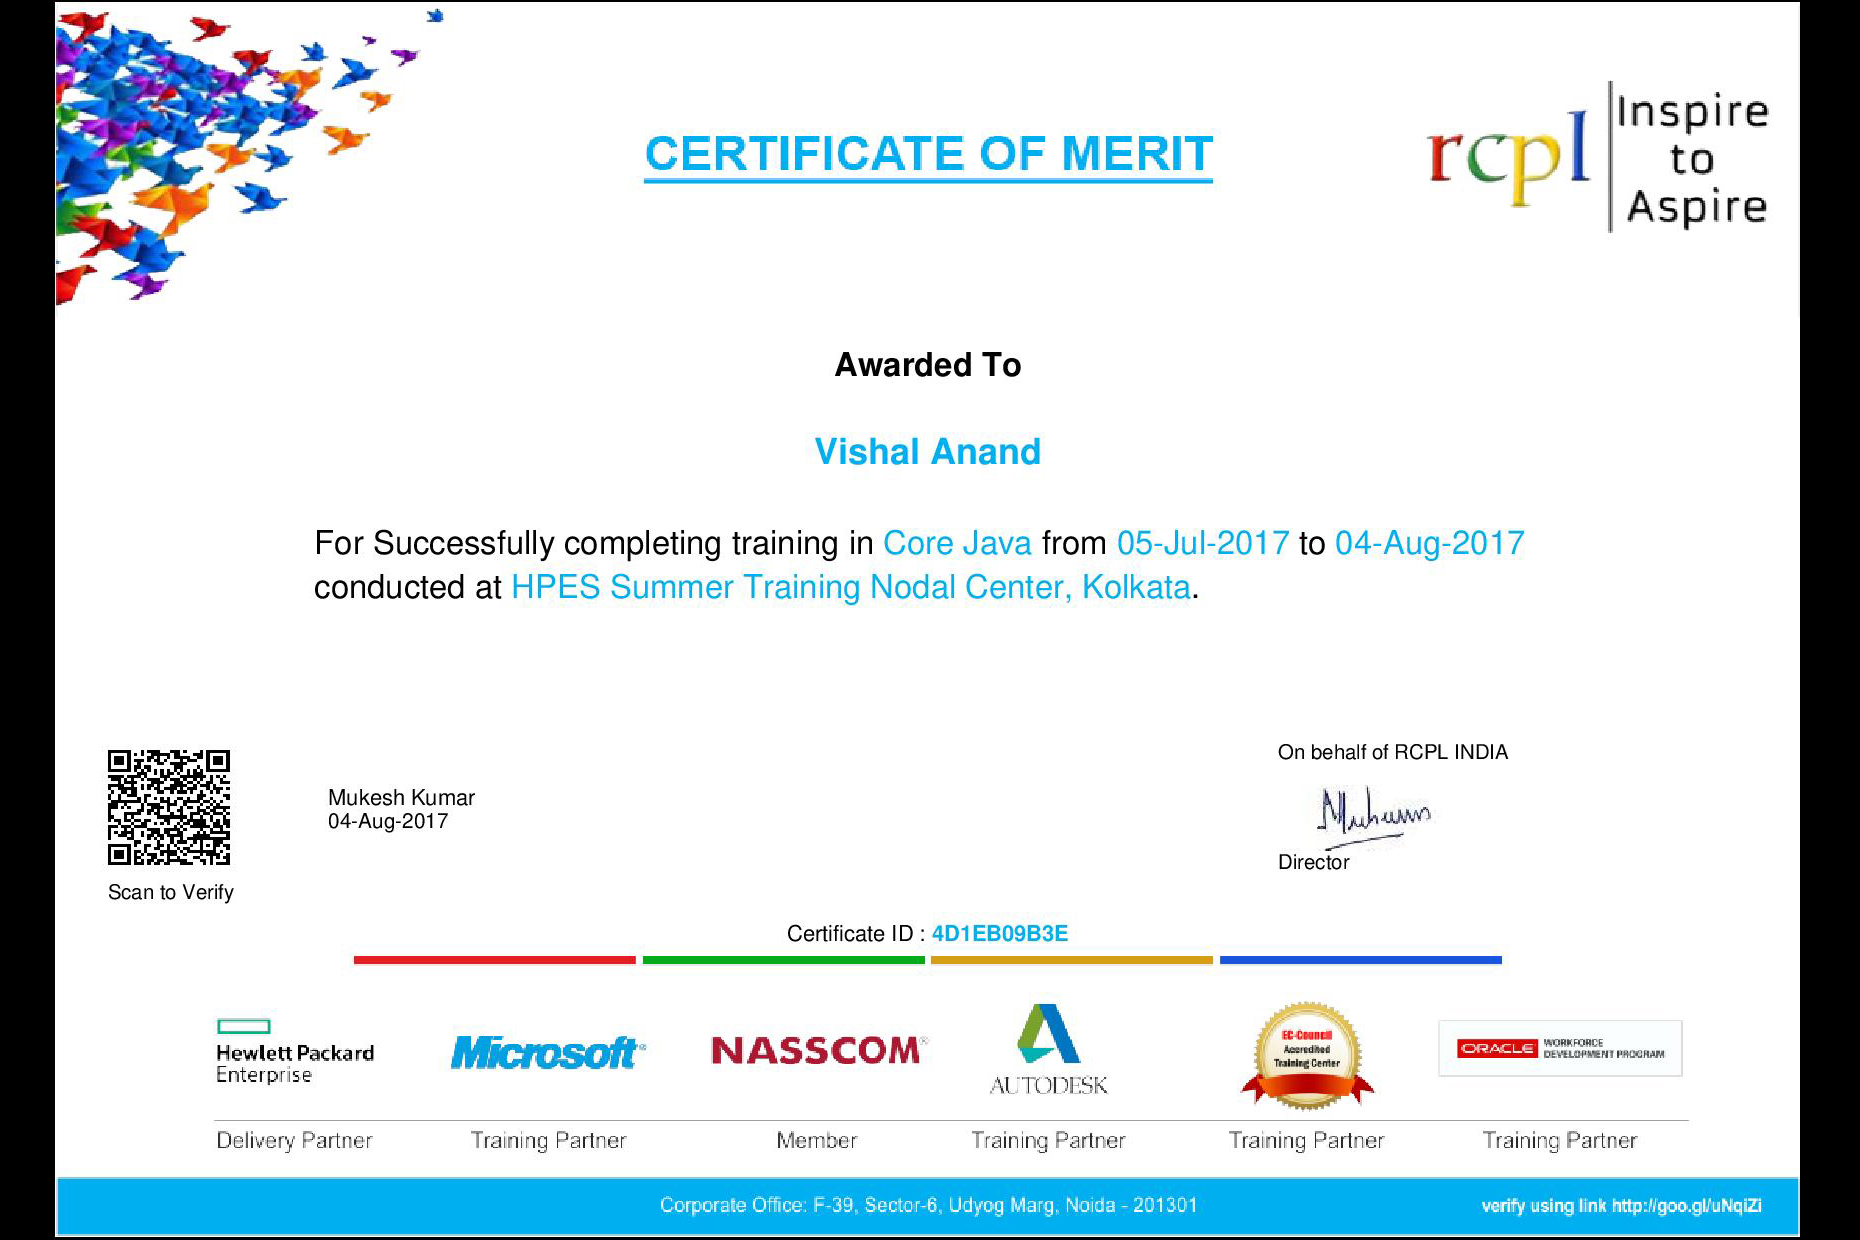 CERTIFICATE OF MERIT
rcpl
Inspire
to
Aspire
Awarded To
Vishal Anand
For Successfully completing training in Core Java from 05-Jul-2017 to 04-Aug-2017
conducted at HPES Summer Training Nodal Center, Kolkata.
On behalf of RCPL INDIA
Mukesh Kumar
04-Aug-2017
Director
Scan to Verify
Certificate ID : 4D1EB09B3E
Hewlett Packard
Enterprise
Microsoft®
NASSCOM®
AUTODESK
EC-Council
Accredited
Training Center
ORACLE
WORKFORCE
DEVELOPMENT PROGRAM
Delivery Partner
Training Partner
Member
Training Partner
Training Partner
Training Partner
Corporate Office: F-39, Sector-6, Udyog Marg, Noida - 201301
verify using link http://goo.gl/uNqiZi